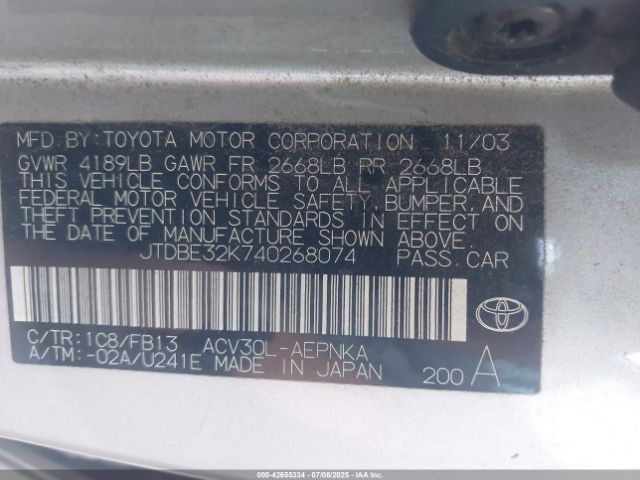 MFD. BY: TOYOTA MOTOR CORPORATION 11/03
GVWR 4189LB GAWR FR 2668LB RR 2668LB
THIS VEHICLE CONFORMS TO ALL APPLICABLE
FEDERAL MOTOR VEHICLE SAFETY, BUMPER, AND
THEFT PREVENTION STANDARDS IN EFFECT ON
THE DATE OF MANUFACTURE SHOWN ABOVE.
JTDBE32K740268074 PASS. CAR
C/TR: 1C8/FB13 ACV30L-AEPNKA
A/TM: -02A/U241E MADE IN JAPAN 200 A
000-42655334 | 07/08/2025 | IAA Inc.